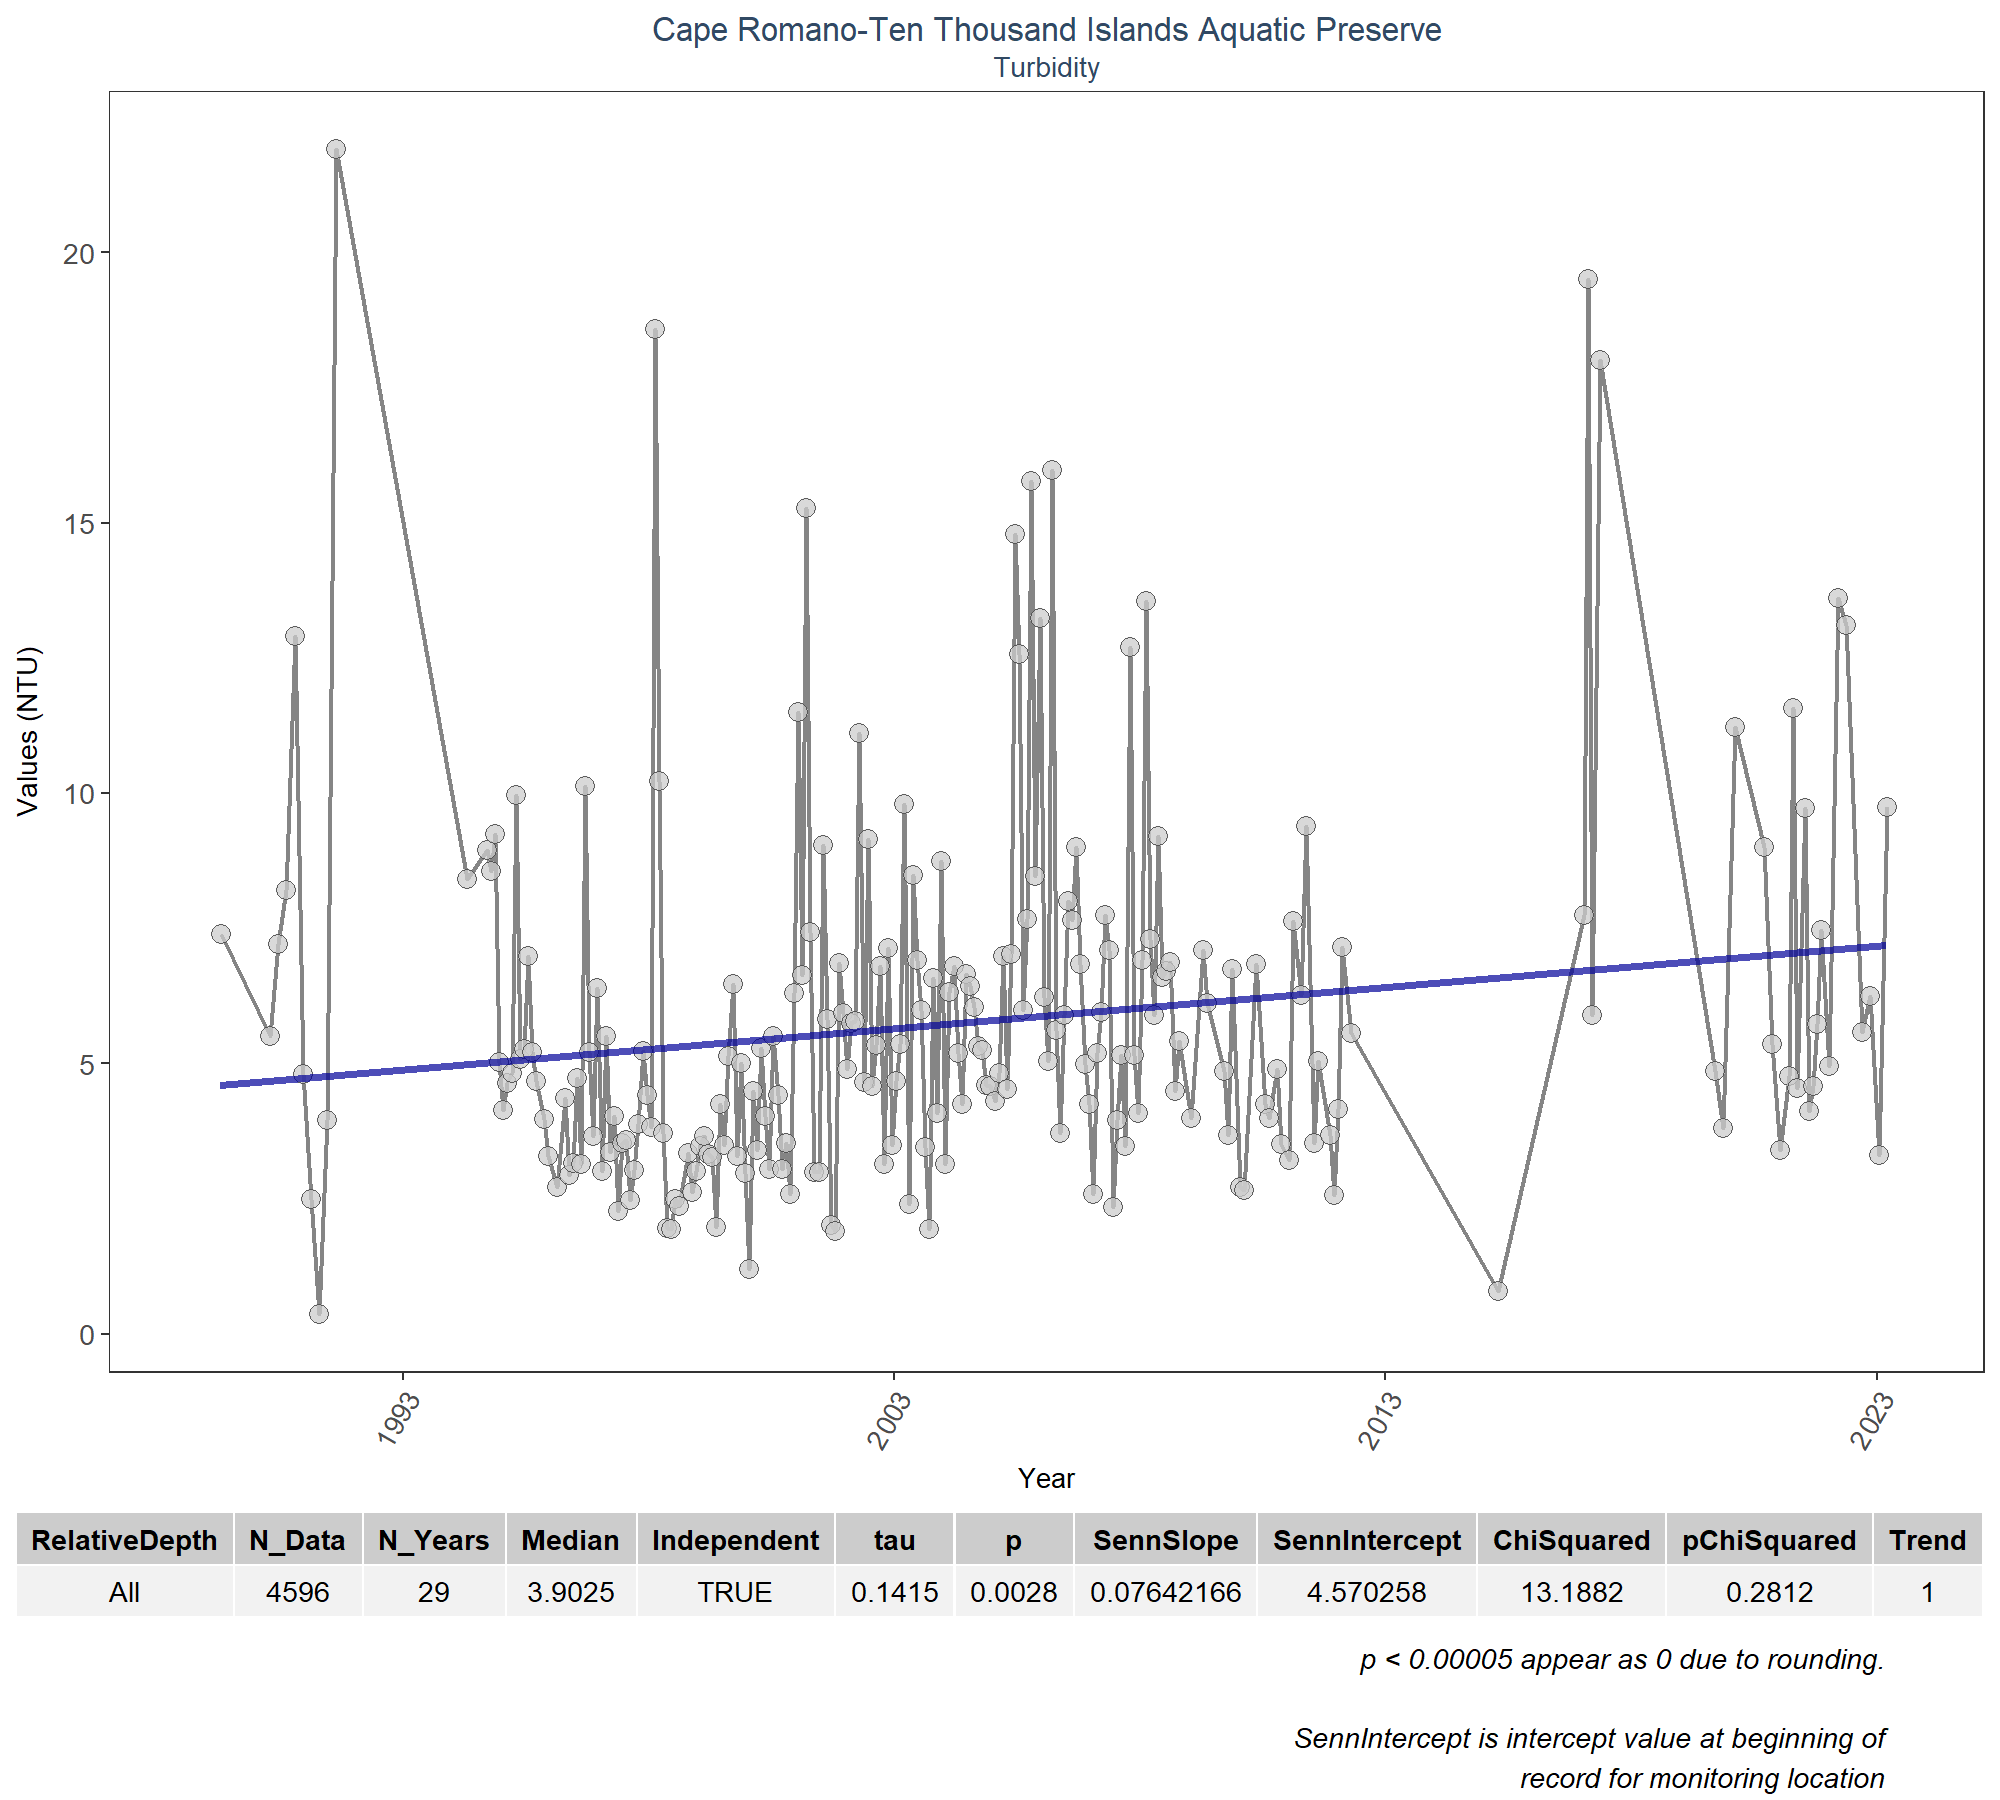 Cape Romano-Ten Thousand Islands Aquatic Preserve
Turbidity
Values (NTU)
20
15
10
5
0
1993
2003
2013
2023
Year
RelativeDepth N_Data N_Years Median Independent tau p SennSlope SennIntercept ChiSquared pChiSquared Trend
All 4596 29 3.9025 TRUE 0.1415 0.0028 0.07642166 4.570258 13.1882 0.2812 1
p < 0.00005 appear as 0 due to rounding.
SennIntercept is intercept value at beginning of
record for monitoring location